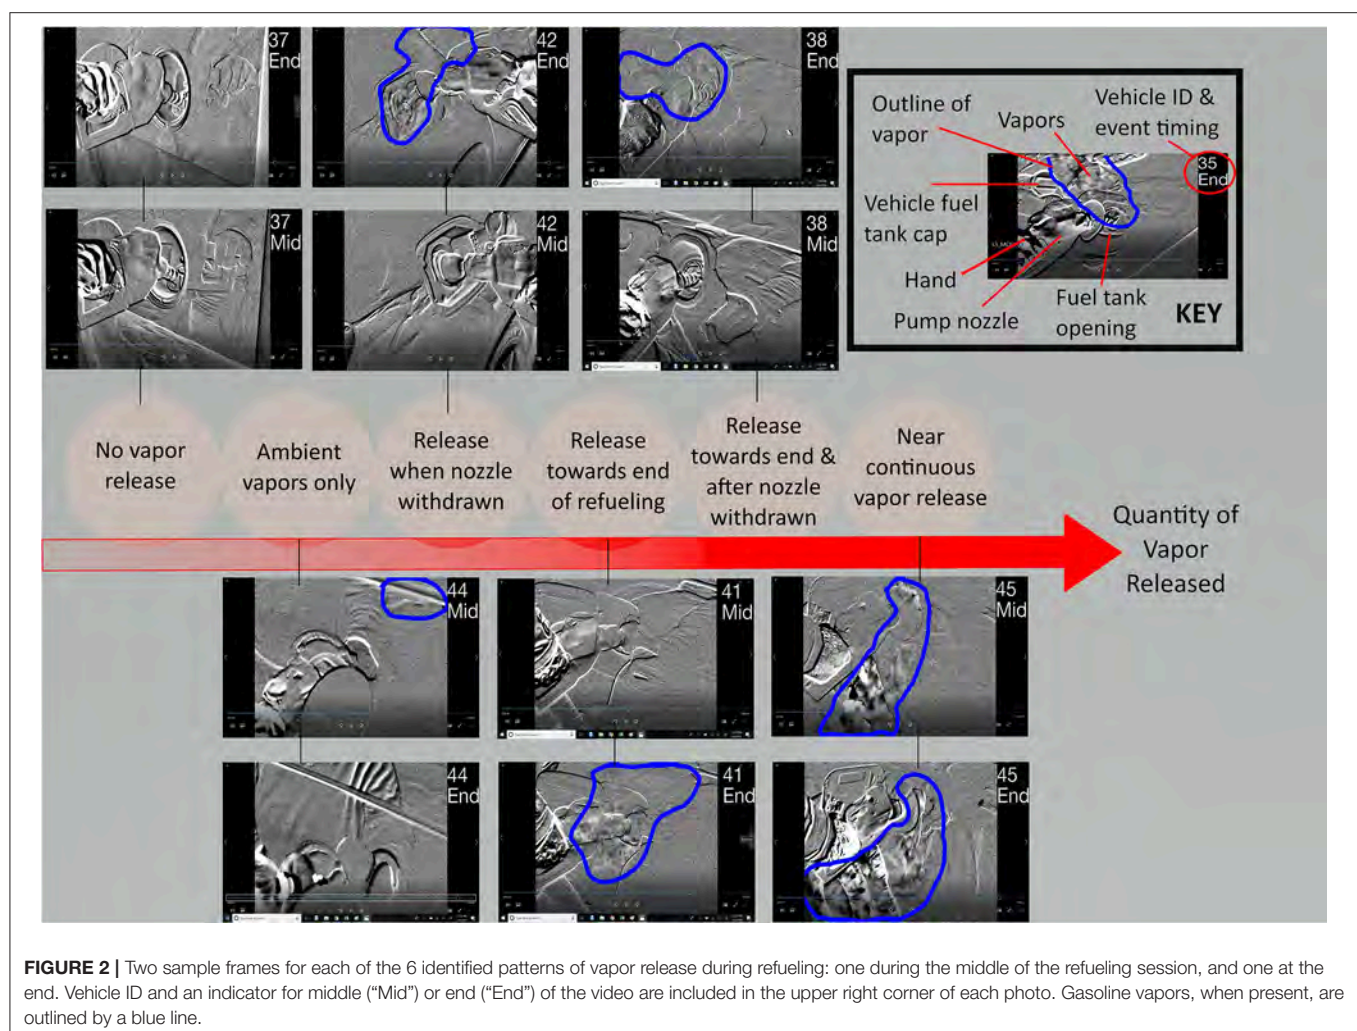 37
End
42
End
38
End
37
Mid
42
Mid
38
Mid
Outline of
vapor
Vapors
Vehicle ID &
event timing
35
End
Vehicle fuel
tank cap
Hand
Pump nozzle
Fuel tank
opening
KEY
No vapor
release
Ambient
vapors only
Release
when nozzle
withdrawn
Release
towards end
of refueling
Release
towards end &
after nozzle
withdrawn
Near
continuous
vapor release
Quantity of
Vapor
Released
44
Mid
41
Mid
45
Mid
44
End
41
End
45
End
FIGURE 2 | Two sample frames for each of the 6 identified patterns of vapor release during refueling: one during the middle of the refueling session, and one at the
end. Vehicle ID and an indicator for middle (“Mid”) or end (“End”) of the video are included in the upper right corner of each photo. Gasoline vapors, when present, are
outlined by a blue line.